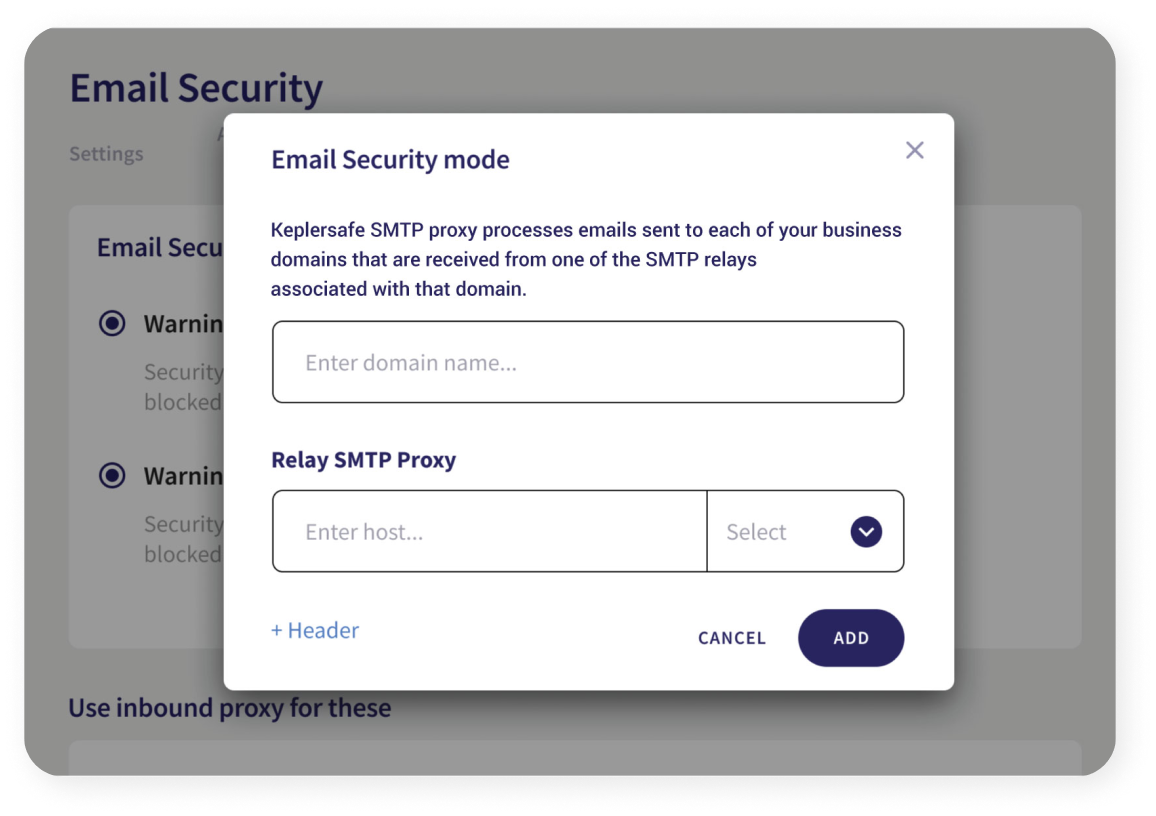 Email Security
Settings
Email Security mode
Keplersafe SMTP proxy processes emails sent to each of your business
domains that are received from one of the SMTP relays
associated with that domain.
Enter domain name...
Relay SMTP Proxy
Enter host...
Select
+ Header
CANCEL
ADD
Email Secu
Warnin
Security
blocked
Warnin
Security
blocked
Use inbound proxy for these